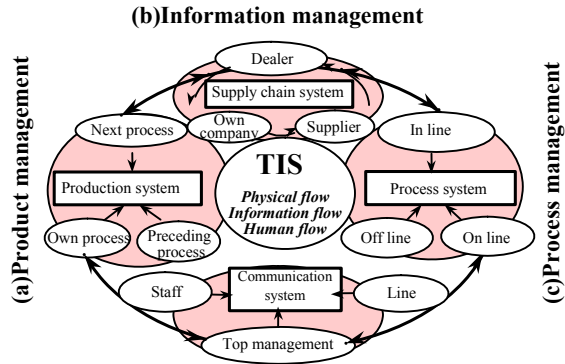 (b)Information management
Dealer
Supply chain system
Own
company
Supplier
Next process
In line
(a)Product management
TIS
Physical flow
Information flow
Human flow
Production system
Process system
(c)Process management
Own process
Preceding
process
Off line
On line
Staff
Communication
system
Line
Top management